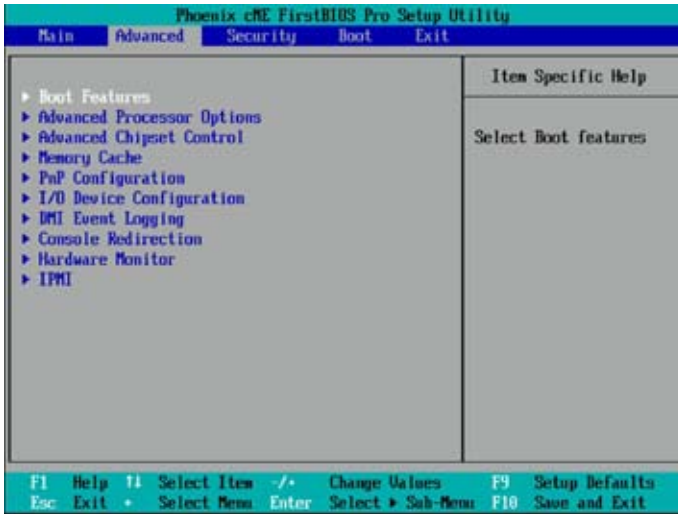 Phoenix cME FirstBIOS Pro Setup Utility
Main Advanced Security Boot Exit
Item Specific Help
▶ Boot Features
▶ Advanced Processor Options
▶ Advanced Chipset Control
Select Boot features
▶ Memory Cache
▶ PnP Configuration
▶ I/O Device Configuration
▶ DMI Event Logging
▶ Console Redirection
▶ Hardware Monitor
▶ IPMI
F1 Help ↑↓ Select Item -/+ Change Values F9 Setup Defaults
Esc Exit Select Menu Enter Select ▶ Sub-Menu F10 Save and Exit